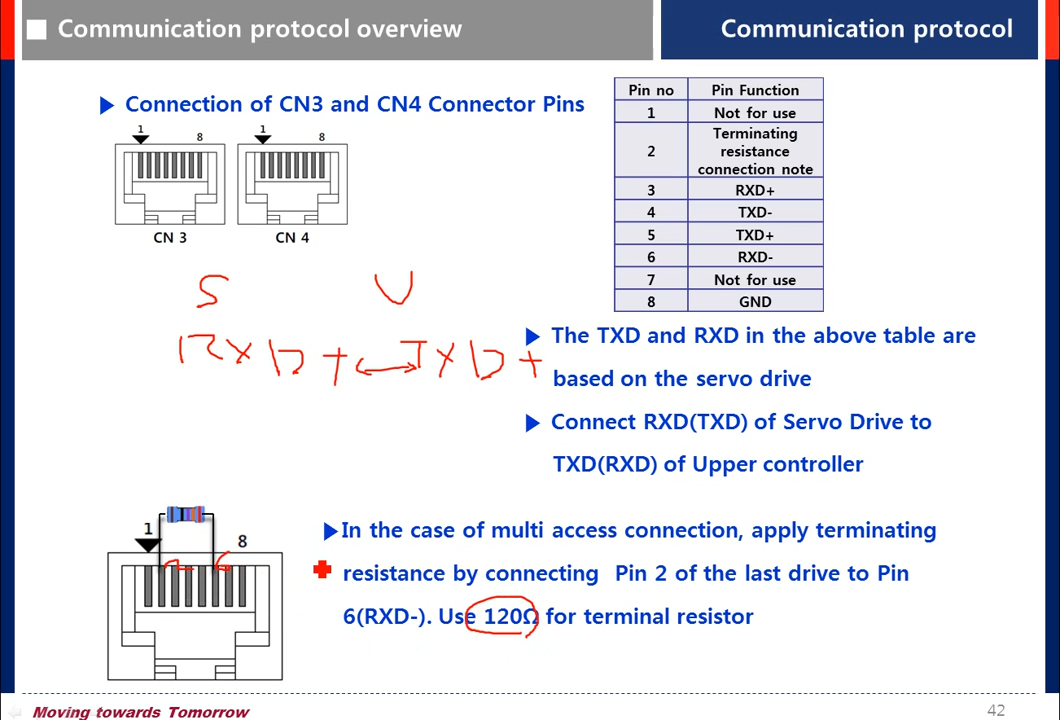 Communication protocol overview
Communication protocol
Connection of CN3 and CN4 Connector Pins
1 8 1 8
CN 3 CN 4
Pin no Pin Function
1 Not for use
2 Terminating
resistance
connection note
3 RXD+
4 TXD-
5 TXD+
6 RXD-
7 Not for use
8 GND
S U
RXD+ ↔ TXD+
The TXD and RXD in the above table are
based on the servo drive
Connect RXD(TXD) of Servo Drive to
TXD(RXD) of Upper controller
1 8
2 6
In the case of multi access connection, apply terminating
resistance by connecting Pin 2 of the last drive to Pin
6(RXD-). Use 120Ω for terminal resistor
Moving towards Tomorrow
42